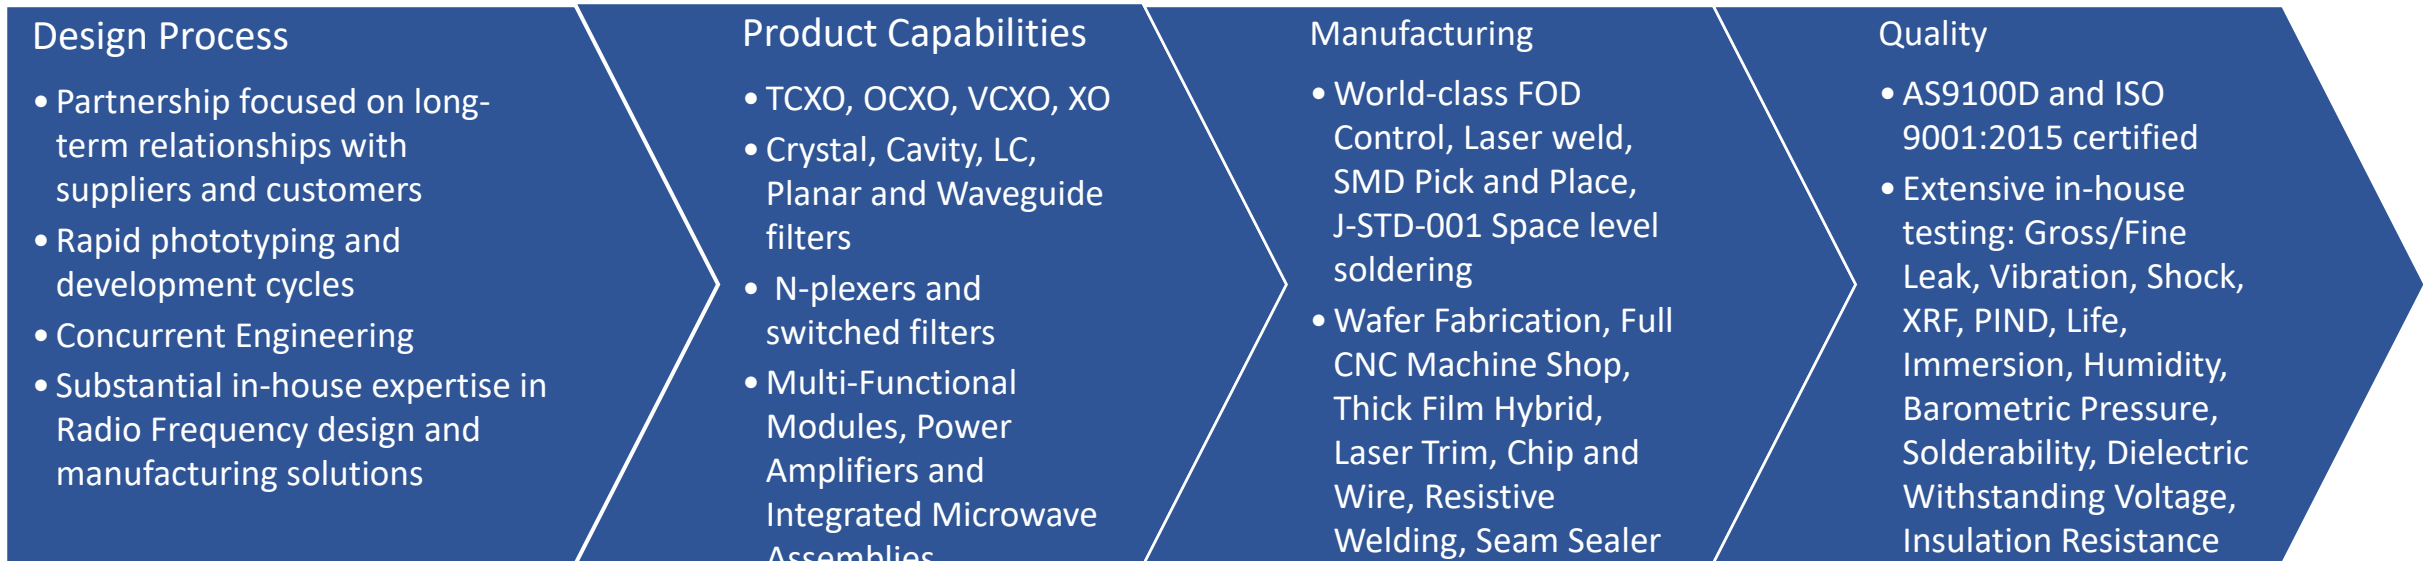 Design Process
• Partnership focused on long-
term relationships with
suppliers and customers
• Rapid phototyping and
development cycles
• Concurrent Engineering
• Substantial in-house expertise in
Radio Frequency design and
manufacturing solutions
Product Capabilities
• TCXO, OCXO, VCXO, XO
• Crystal, Cavity, LC,
Planar and Waveguide
filters
• N-plexers and
switched filters
• Multi-Functional
Modules, Power
Amplifiers and
Integrated Microwave
Assemblies
Manufacturing
• World-class FOD
Control, Laser weld,
SMD Pick and Place,
J-STD-001 Space level
soldering
• Wafer Fabrication, Full
CNC Machine Shop,
Thick Film Hybrid,
Laser Trim, Chip and
Wire, Resistive
Welding, Seam Sealer
Quality
• AS9100D and ISO
9001:2015 certified
• Extensive in-house
testing: Gross/Fine
Leak, Vibration, Shock,
XRF, PIND, Life,
Immersion, Humidity,
Barometric Pressure,
Solderability, Dielectric
Withstanding Voltage,
Insulation Resistance